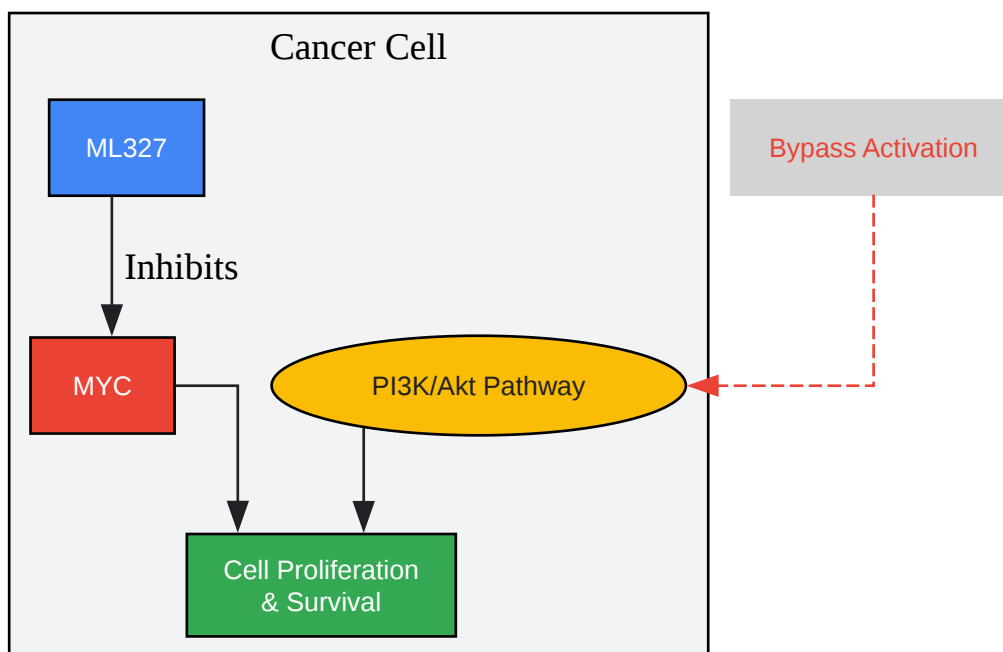 Cancer Cell
ML327
Bypass Activation
Inhibits
MYC
PI3K/Akt Pathway
Cell Proliferation
& Survival